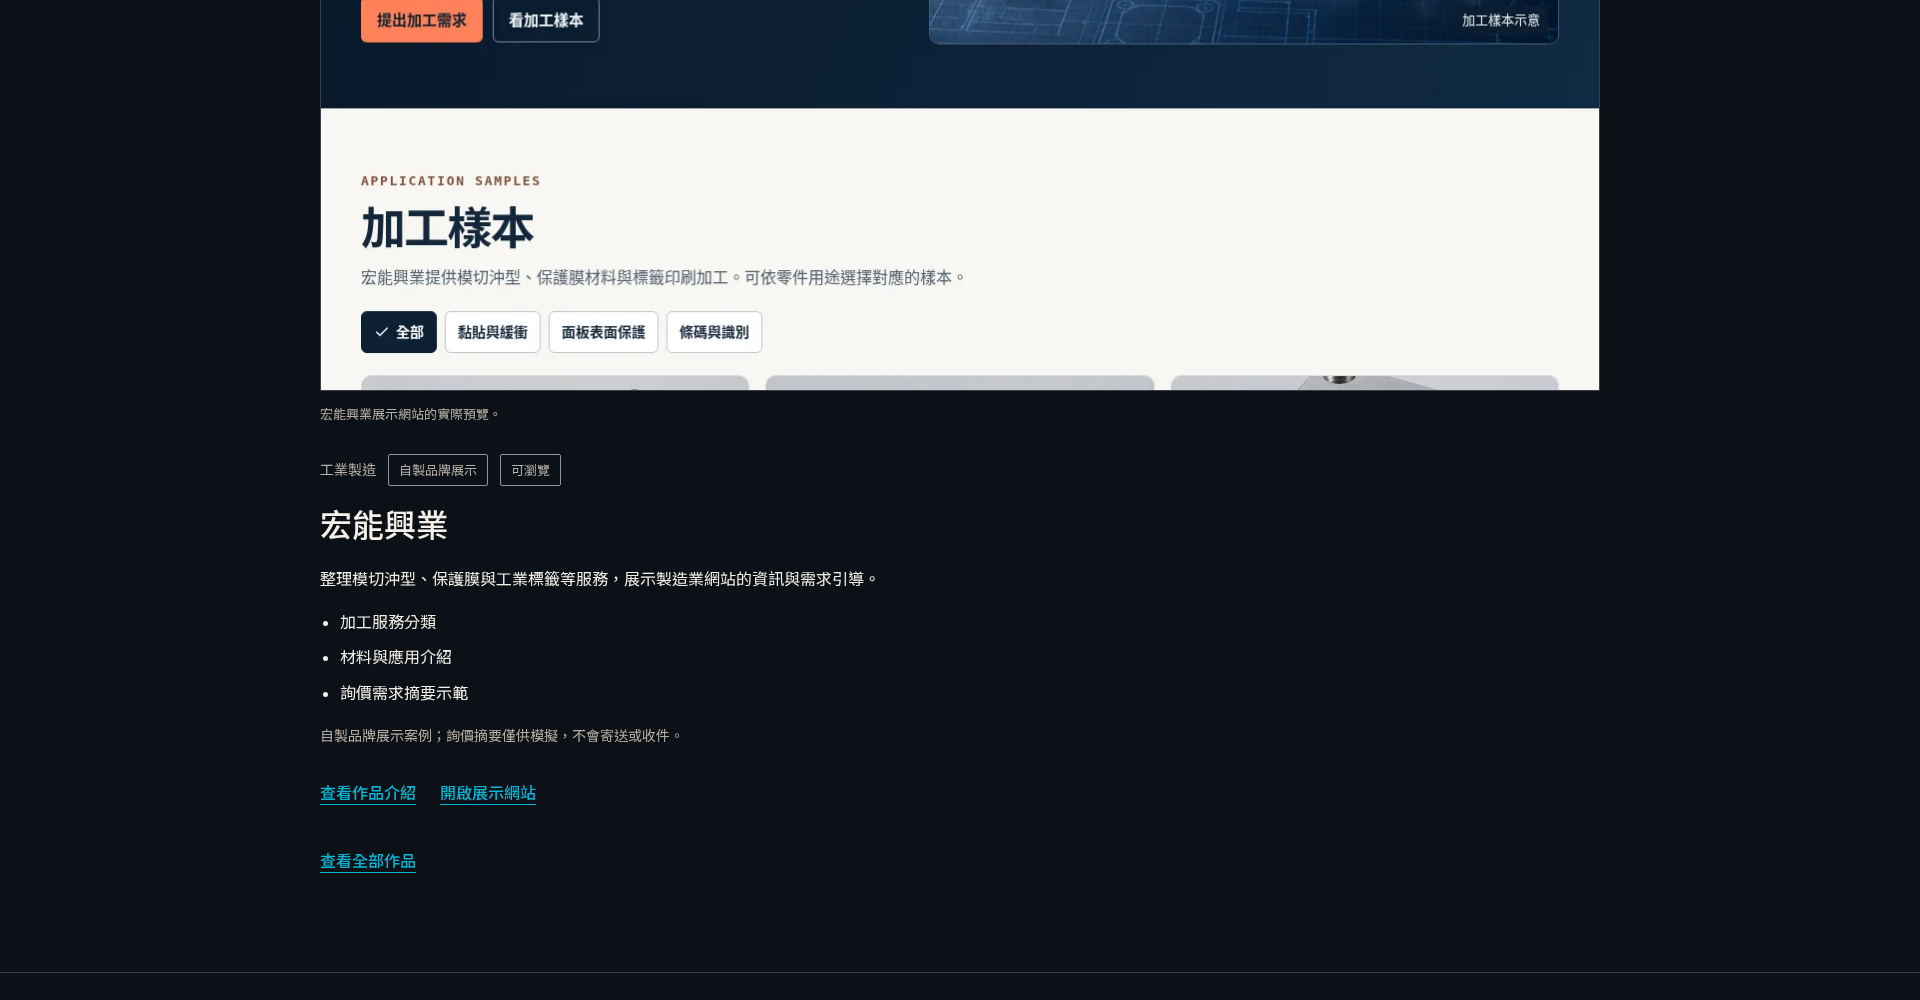 提出加工需求
看加工樣本
加工樣本示意
APPLICATION SAMPLES
加工樣本
宏能興業提供模切沖型、保護膜材料與標籤印刷加工。可依零件用途選擇對應的樣本。
全部
黏貼與緩衝
面板表面保護
條碼與識別
宏能興業展示網站的實際預覽。
工業製造
自製品牌展示
可瀏覽
宏能興業
整理模切沖型、保護膜與工業標籤等服務，展示製造業網站的資訊與需求引導。
• 加工服務分類
• 材料與應用介紹
• 詢價需求摘要示範
自製品牌展示案例；詢價摘要僅供模擬，不會寄送或收件。
查看作品介紹
開啟展示網站
查看全部作品